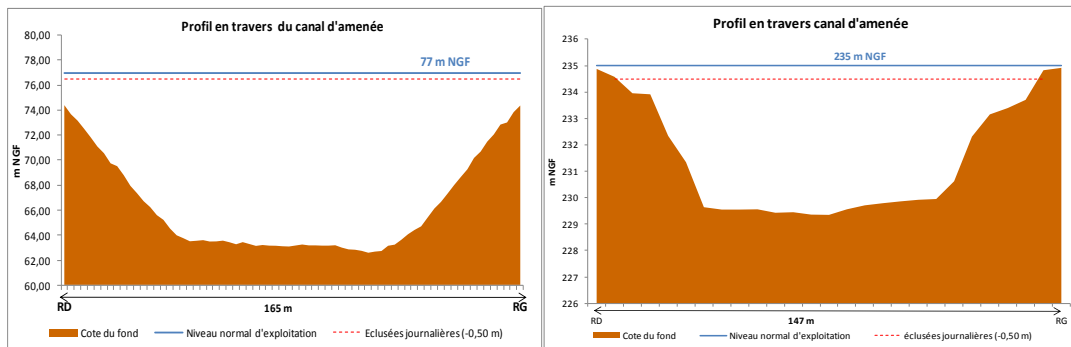 Profil en travers du canal d'amenée
80,00
78,00
76,00
74,00
72,00
70,00
68,00
66,00
64,00
62,00
60,00
m NGF
77 m NGF
RD
165 m
RG
Cote du fond
Niveau normal d'exploitation
Eclusées journalières (-0,50 m)
Profil en travers canal d'amenée
236
235
234
233
232
231
230
229
228
227
226
m NGF
235 m NGF
RD
147 m
RG
Cote du fond
Niveau normal d'exploitation
éclusées journalières (-0,50 m)